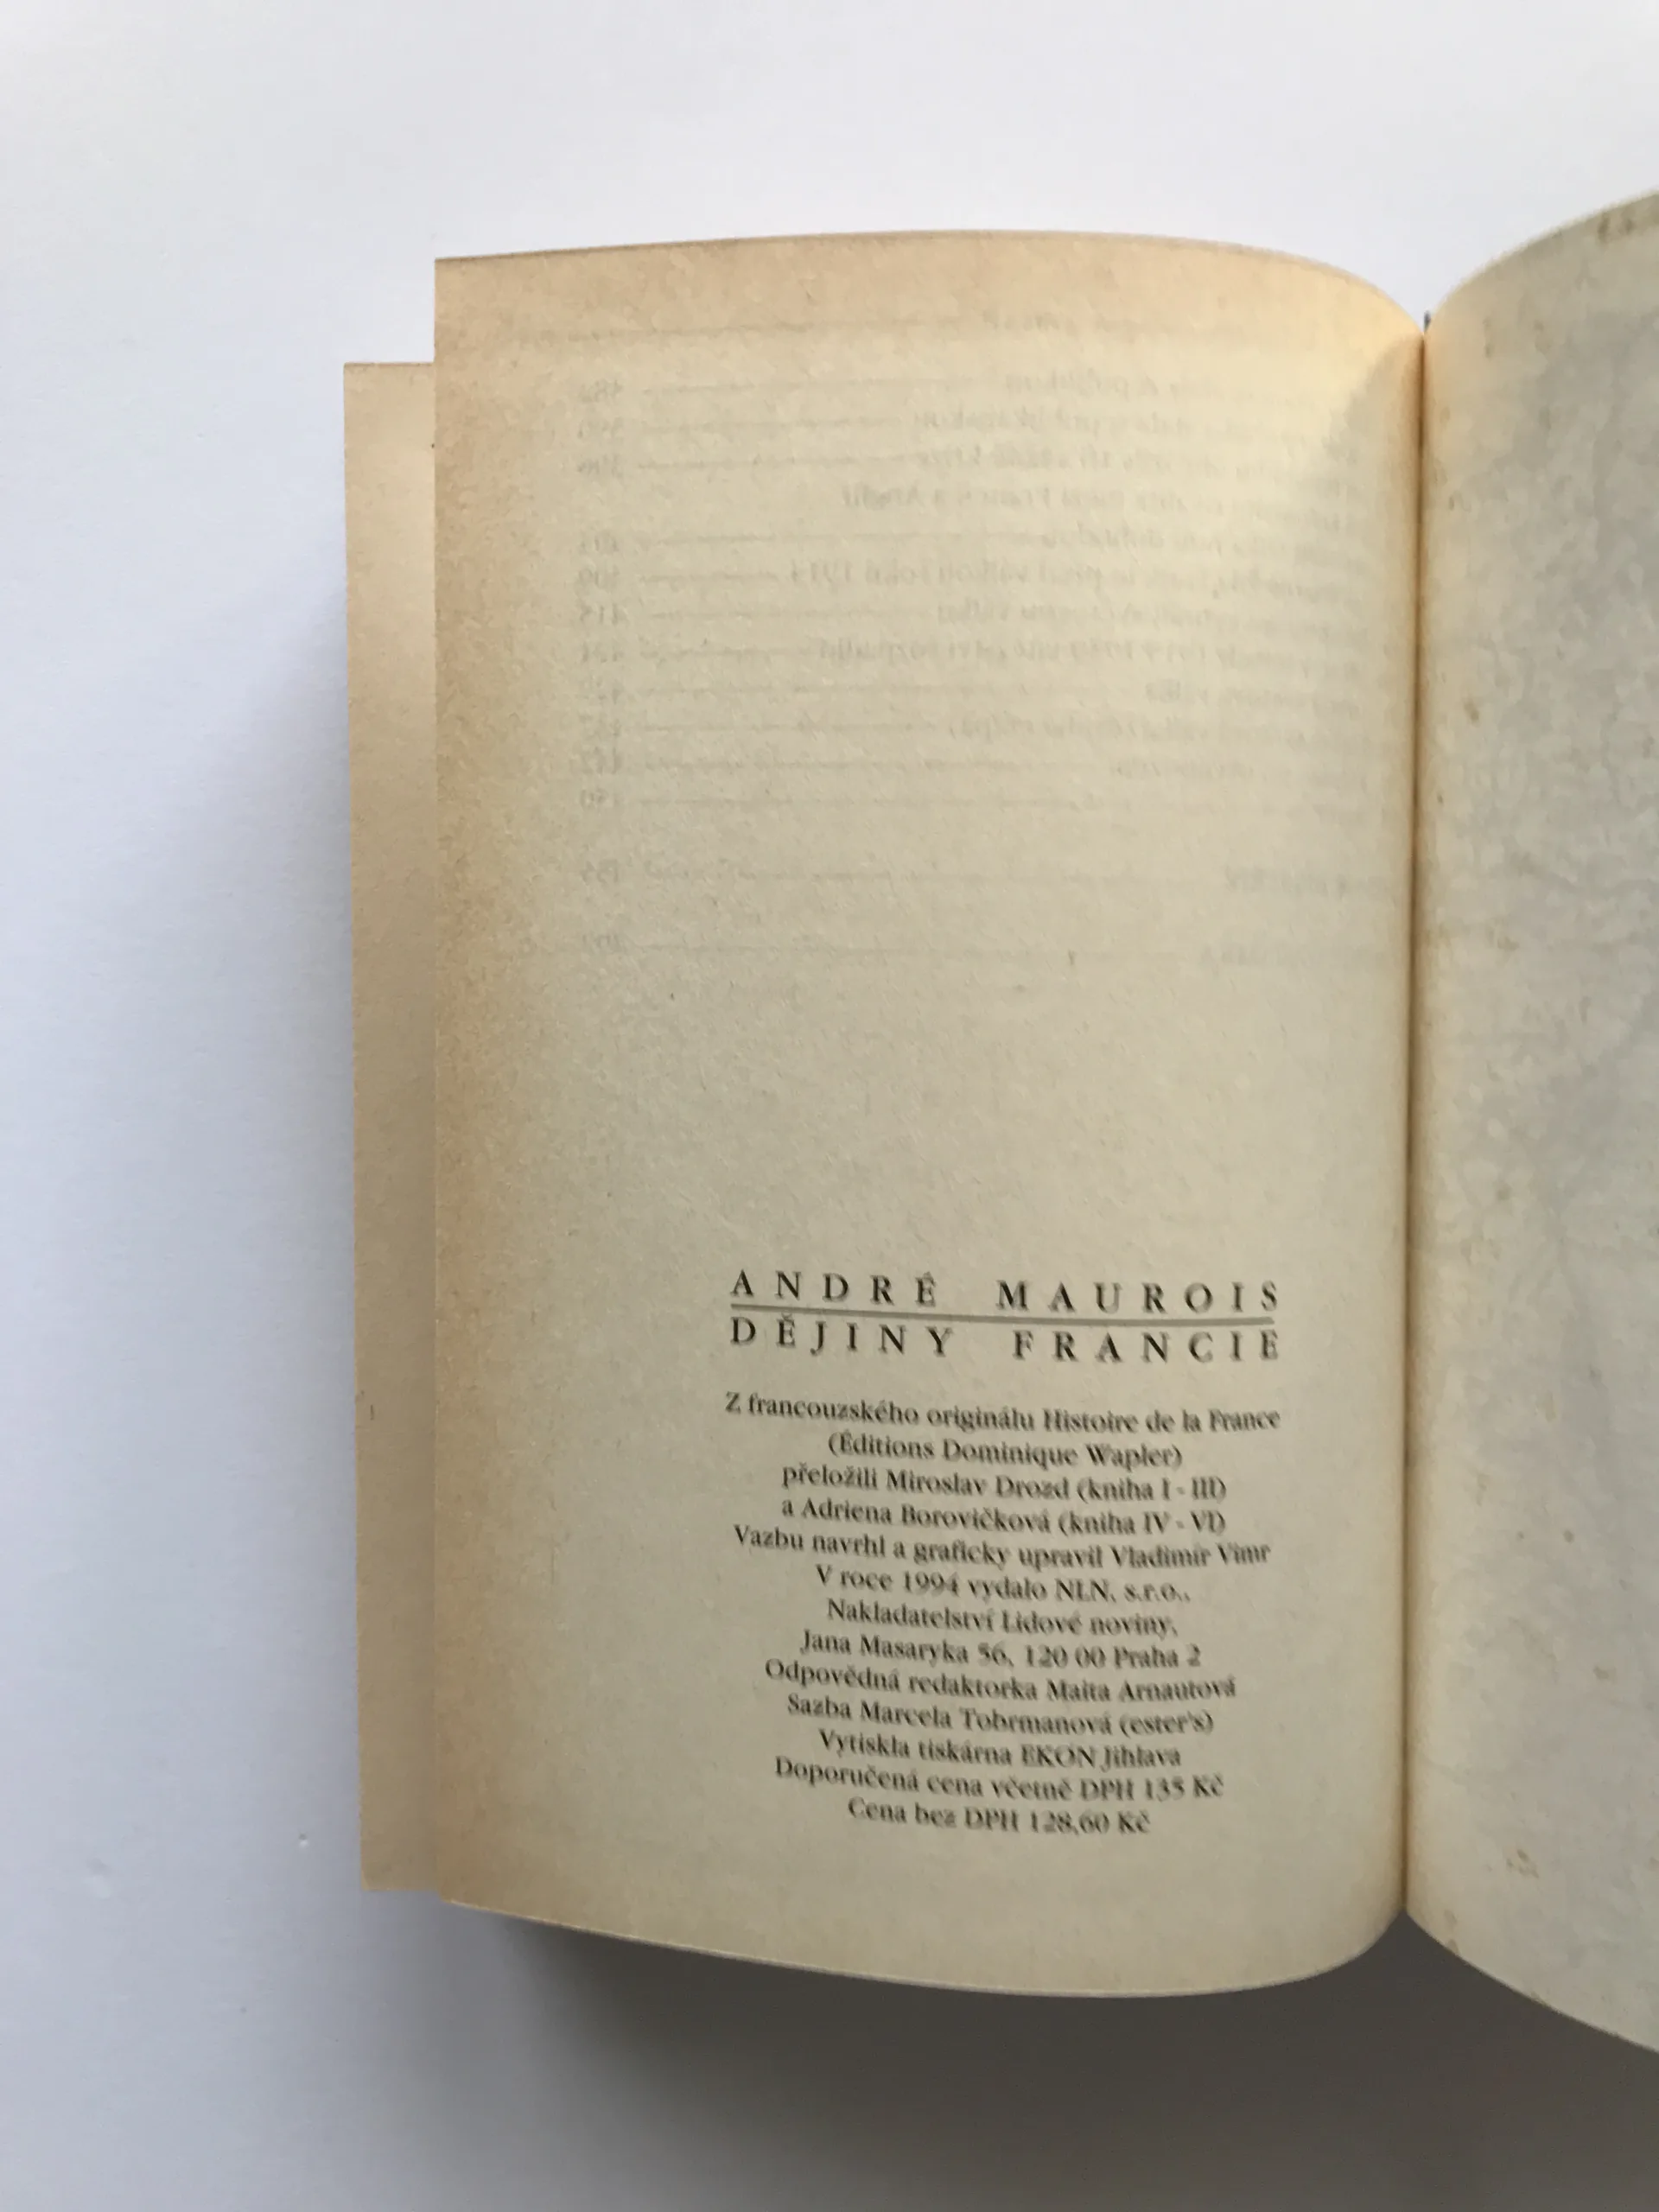 ANDRÉ MAUROIS
DĚJINY FRANCIE
Z francouzského originálu Histoire de la France
(Éditions Dominique Wapler)
přeložili Miroslav Drozd (kniha I - III)
a Adriena Borovičková (kniha IV - VI)
Vazbu navrhl a graficky upravil Vladimír Vimr
V roce 1994 vydalo NLN, s.r.o.,
Nakladatelství Lidové noviny,
Jana Masaryka 56, 120 00 Praha 2
Odpovědná redaktorka Maita Arnautová
Sazba Marcela Tobrmanová (ester's)
Vytiskla tiskárna EKON Jihlava
Doporučená cena včetně DPH 135 Kč
Cena bez DPH 128,60 Kč